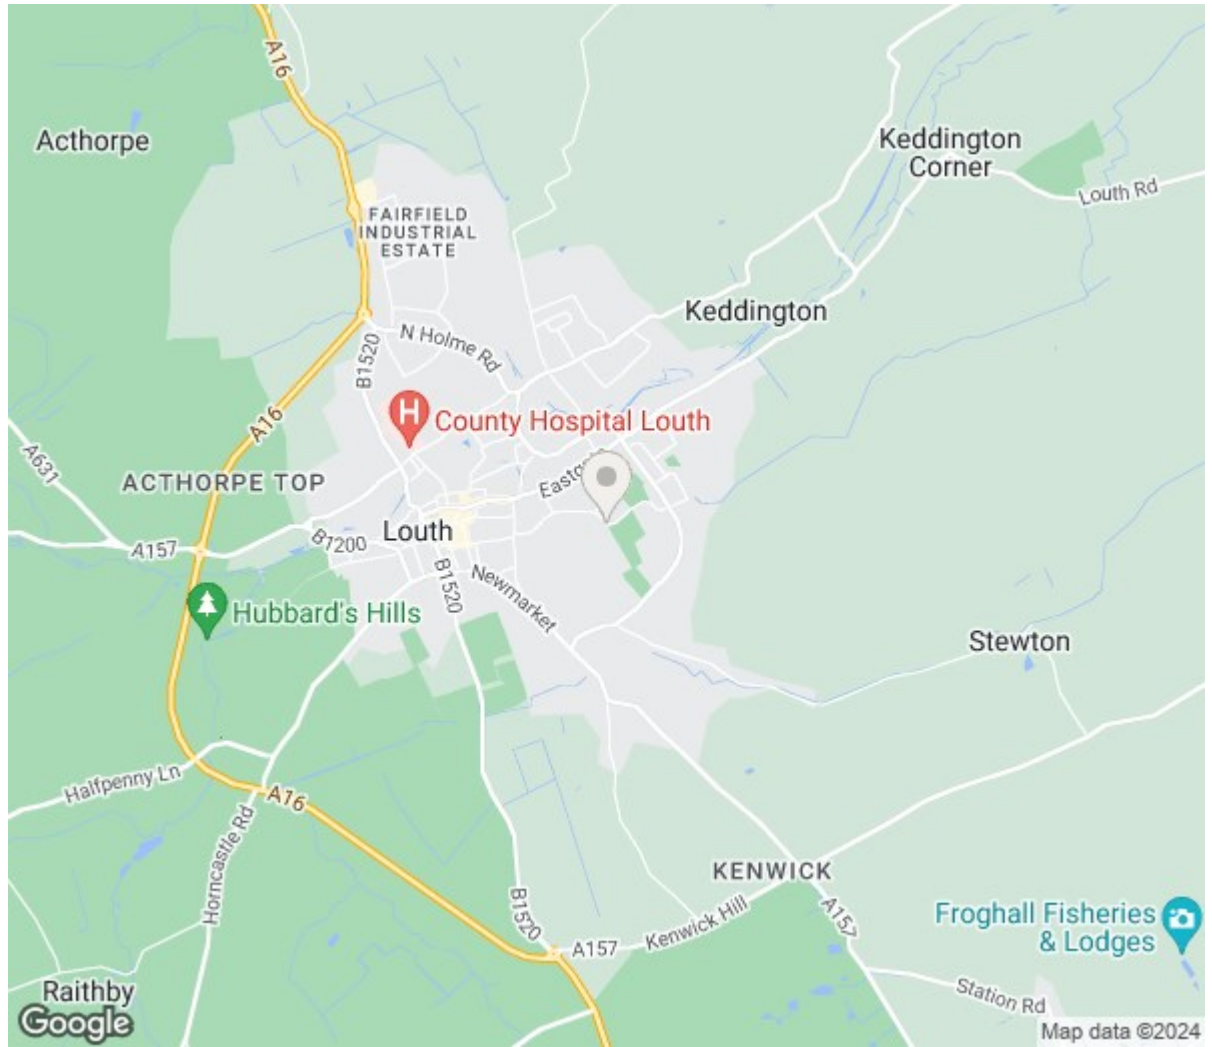 A16
Acthorpe
Keddington
Corner
Louth Rd
FAIRFIELD
INDUSTRIAL
ESTATE
Keddington
N Holme Rd
B1520
County Hospital Louth
A16
A631
ACTHORPE TOP
Louth
B1200
A157
Newmarket
B1520
Hubbard's Hills
Stewton
Halfpenny Ln
A16
Horncastle Rd
KENWICK
B1520
A157
Kenwick Hill
A157
Froghall Fisheries
& Lodges
Station Rd
Raithby
Google
Map data ©2024